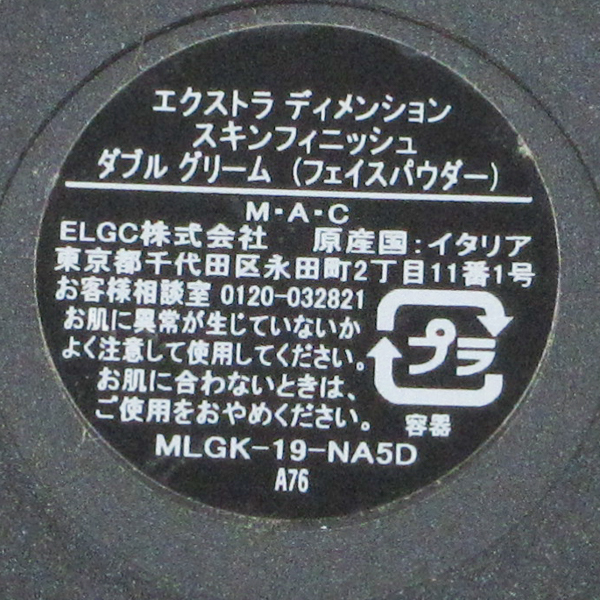 エクストラ ディメンション
スキンフィニッシュ
ダブル グリーム (フェイスパウダー)
M・A・C
ELGC株式会社 原産国:イタリア
東京都千代田区永田町2丁目11番1号
お客様相談室 0120-032821
お肌に異常が生じていないか
よく注意して使用してください。
お肌に合わないときは、
ご使用をおやめください。
プラ
容器
MLGK-19-NA5D
A76